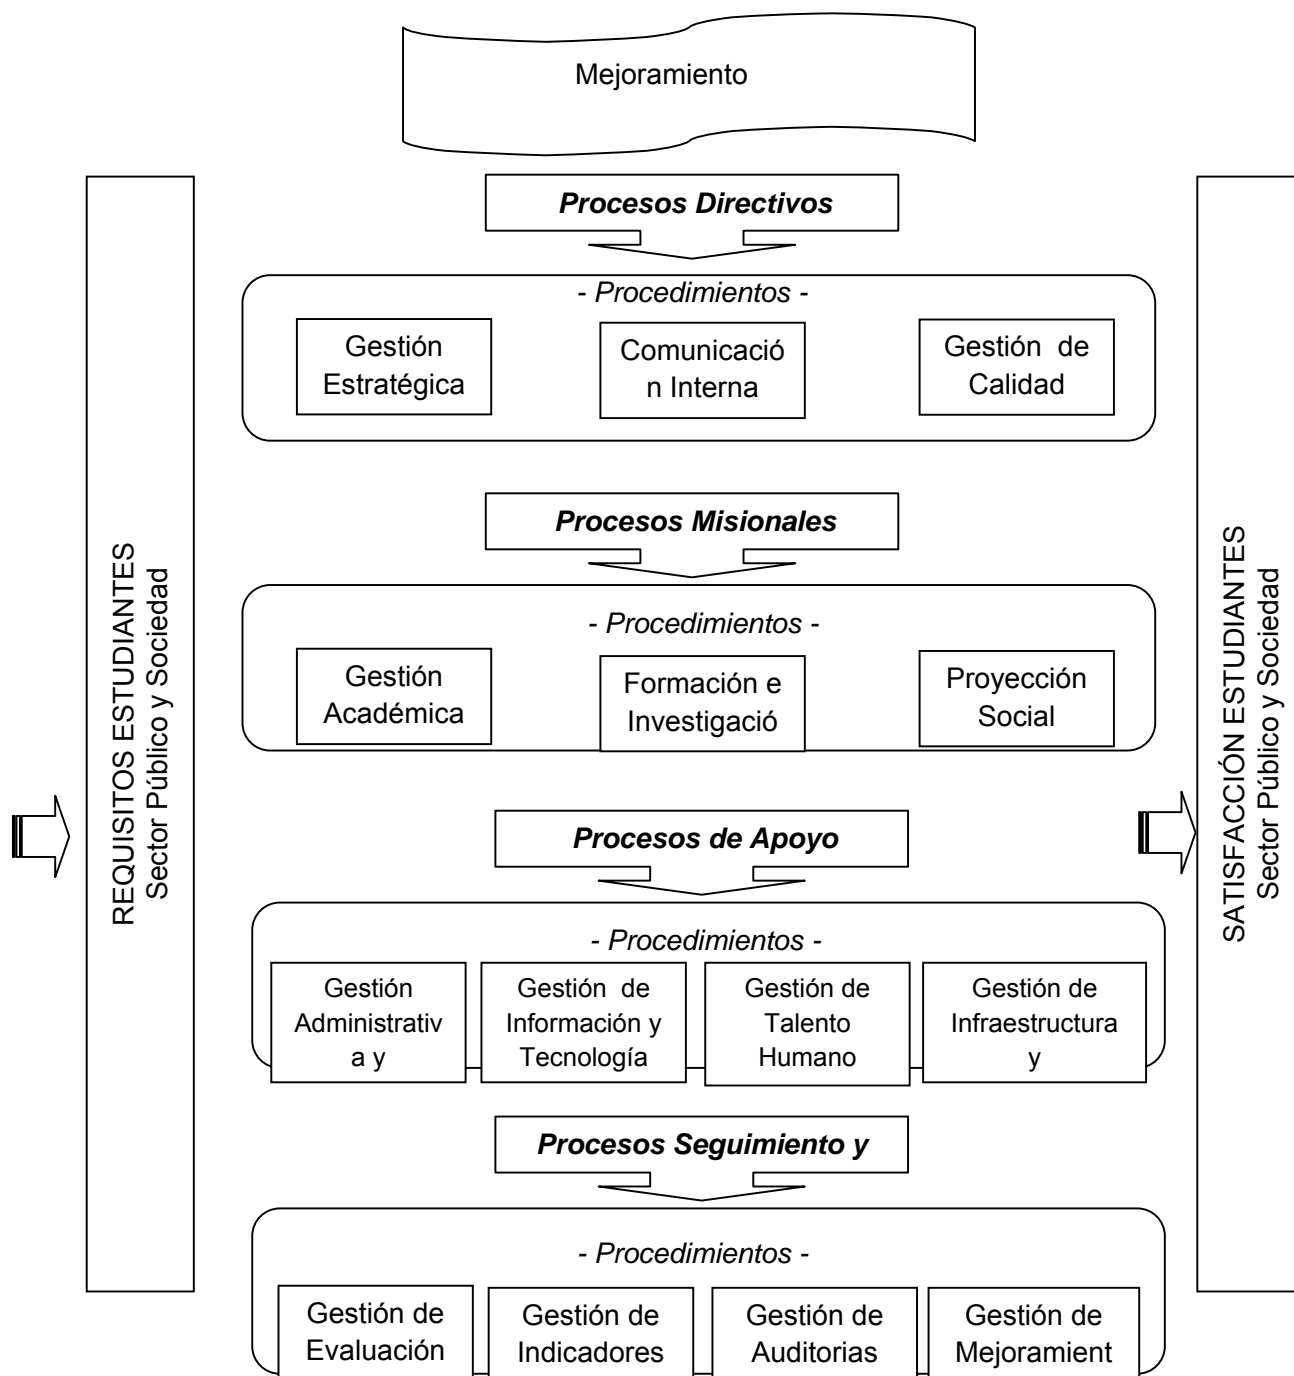 Mejoramiento
REQUISITOS ESTUDIANTES
Sector Público y Sociedad
Procesos Directivos
- Procedimientos -
Gestión
Estratégica
Comunicació
n Interna
Gestión de
Calidad
Procesos Misionales
- Procedimientos -
Gestión
Académica
Formación e
Investigació
Proyección
Social
Procesos de Apoyo
- Procedimientos -
Gestión
Administrativ
a y
Gestión de
Información y
Tecnología
Gestión de
Talento
Humano
Gestión de
Infraestructura
y
Procesos Seguimiento y
- Procedimientos -
Gestión de
Evaluación
Gestión de
Indicadores
Gestión de
Auditorias
Gestión de
Mejoramient
SATISFACCIÓN ESTUDIANTES
Sector Público y Sociedad